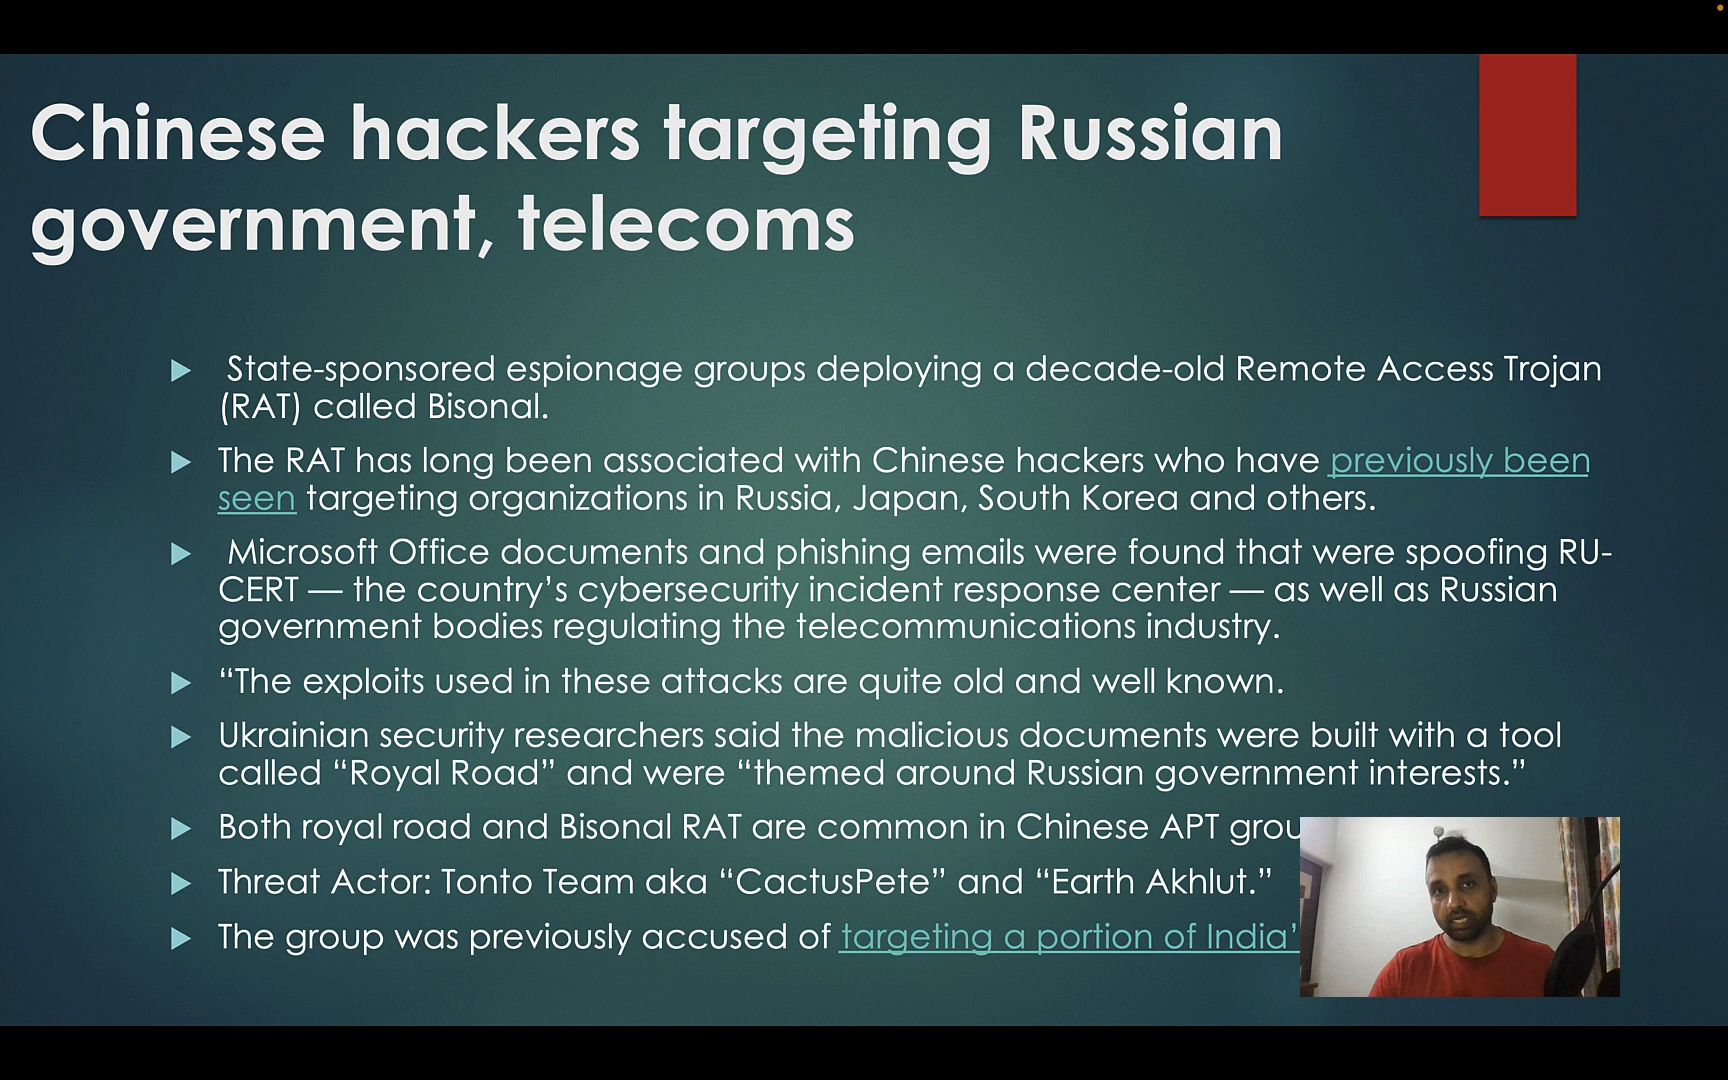 Chinese hackers targeting Russian
government, telecoms
State-sponsored espionage groups deploying a decade-old Remote Access Trojan
(RAT) called Bisonal.
The RAT has long been associated with Chinese hackers who have previously been
seen targeting organizations in Russia, Japan, South Korea and others.
Microsoft Office documents and phishing emails were found that were spoofing RU-
CERT — the country’s cybersecurity incident response center — as well as Russian
government bodies regulating the telecommunications industry.
“The exploits used in these attacks are quite old and well known.
Ukrainian security researchers said the malicious documents were built with a tool
called “Royal Road” and were “themed around Russian government interests.”
Both royal road and Bisonal RAT are common in Chinese APT
Threat Actor: Tonto Team aka “CactusPete” and “Earth Akhlut.”
The group was previously accused of targeting a portion of India’